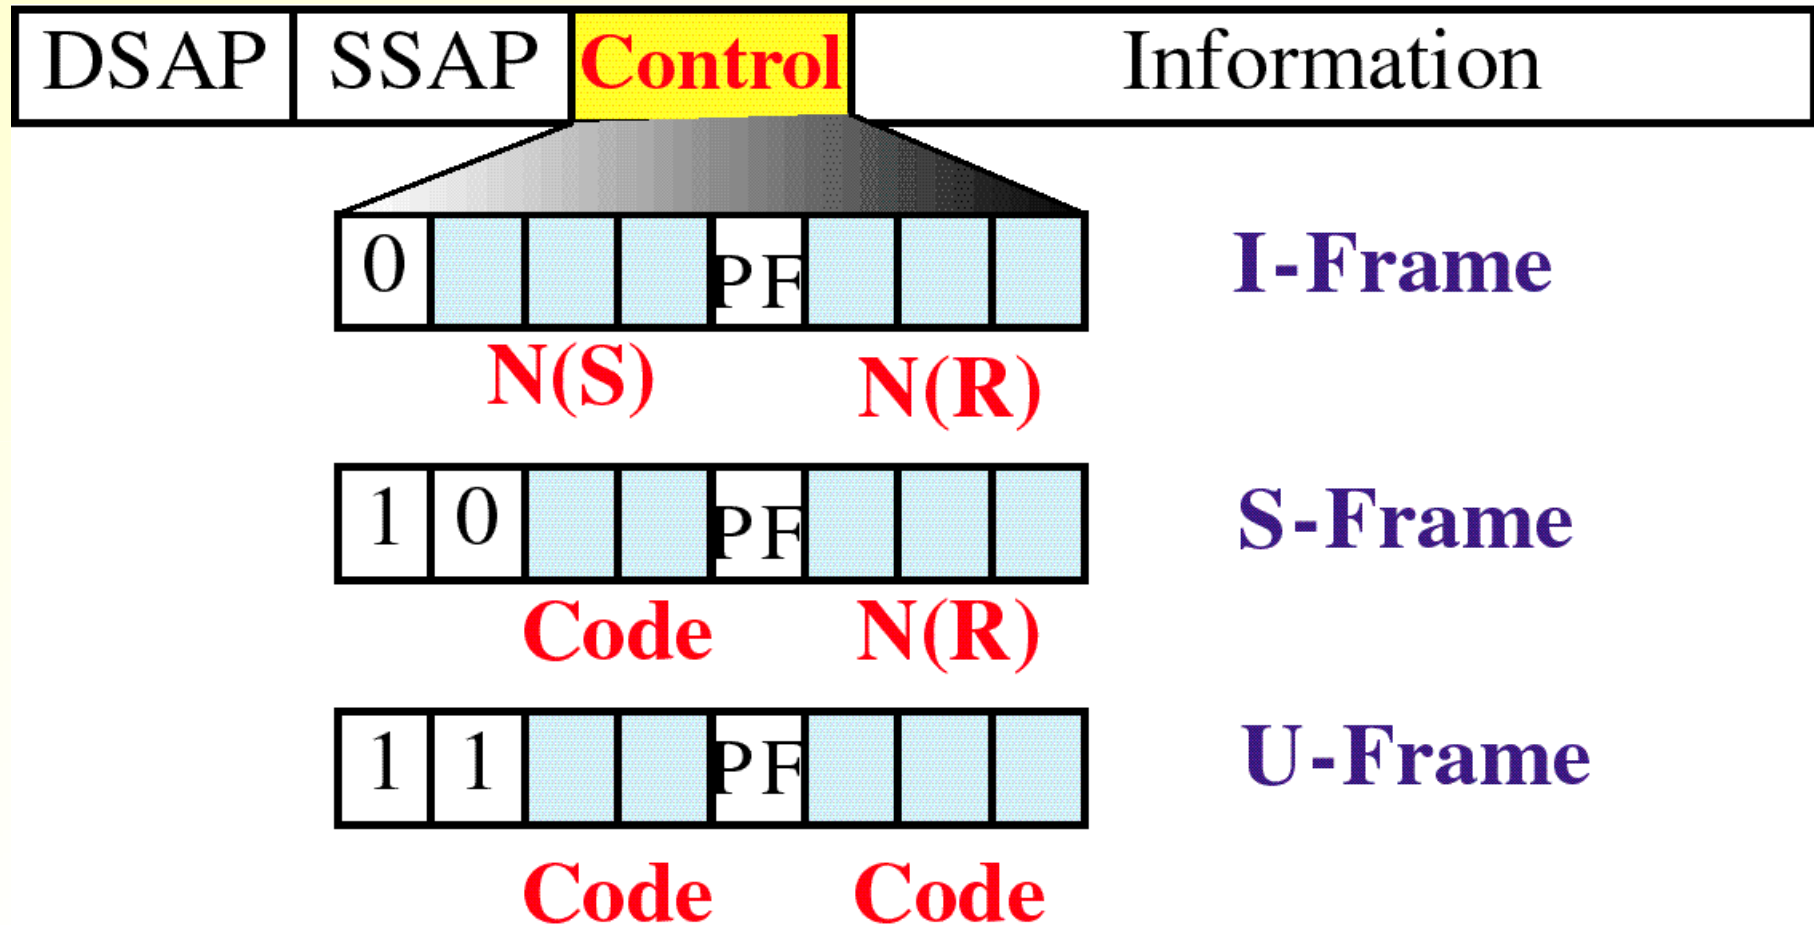 DSAP SSAP Control Information
0 PF I-Frame
N(S) N(R)
1 0 PF S-Frame
Code N(R)
1 1 PF U-Frame
Code Code